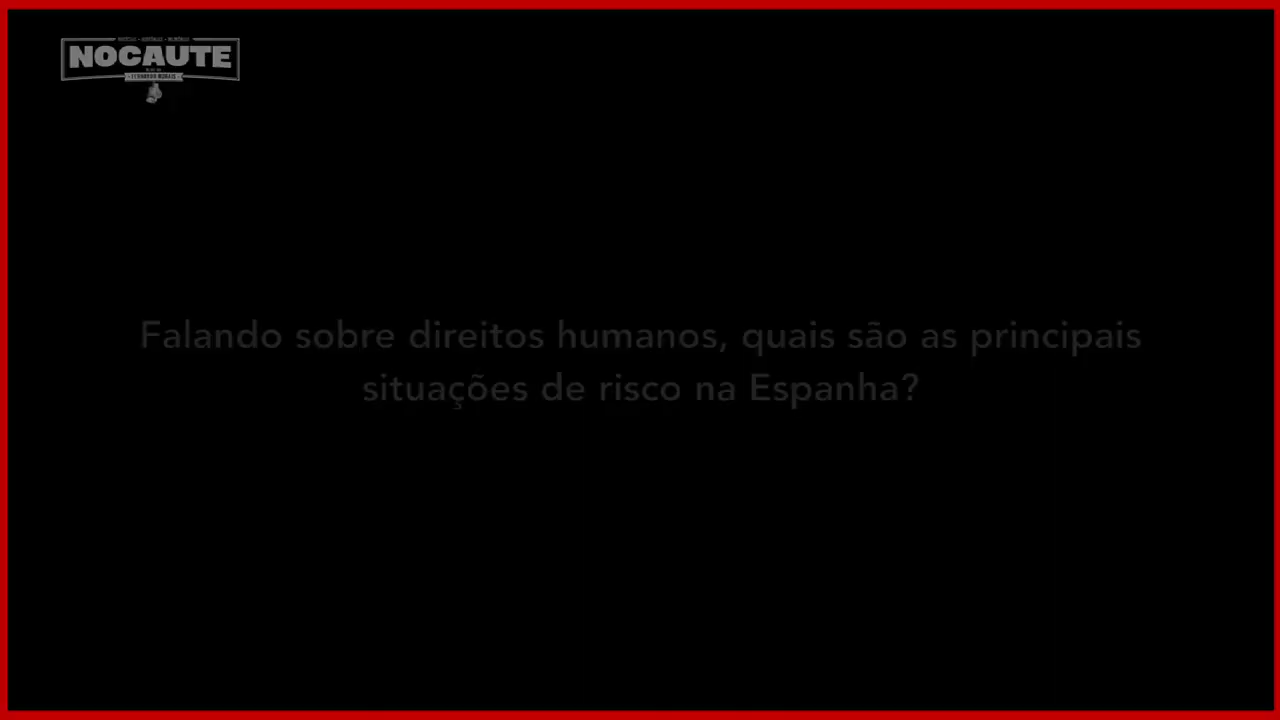 NOCAUTE
Falando sobre direitos humanos, quais são as principais
situações de risco na Espanha?